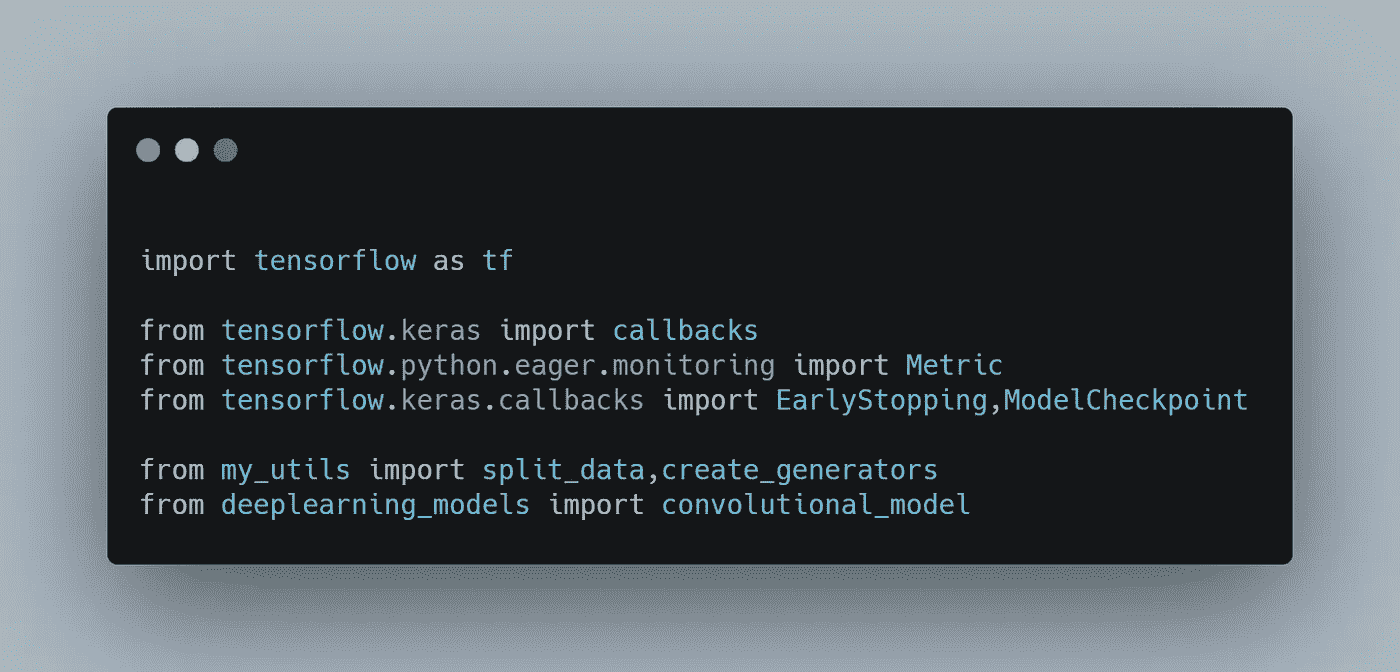 import tensorflow as tf
from tensorflow.keras import callbacks
from tensorflow.python.eager.monitoring import Metric
from tensorflow.keras.callbacks import EarlyStopping,ModelCheckpoint
from my_utils import split_data,create_generators
from deeplearning_models import convolutional_model